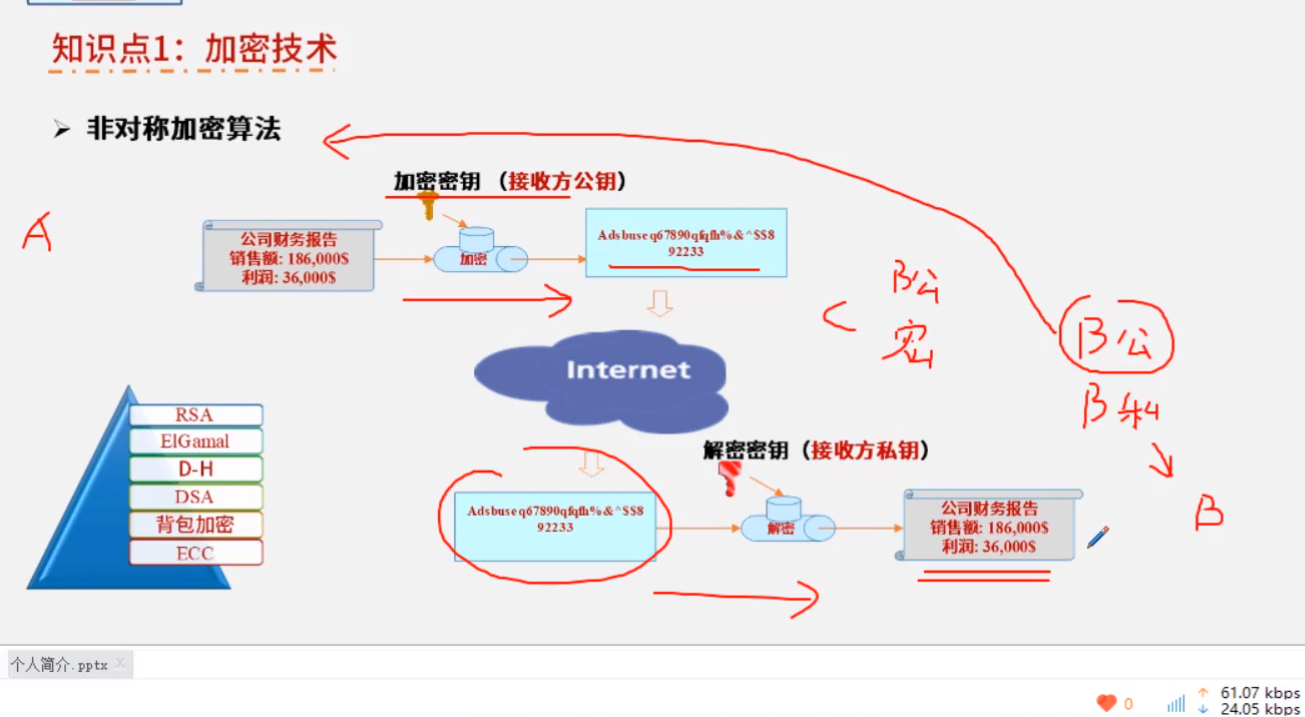 知识点1：加密技术
➢ 非对称加密算法
加密密钥 （接收方公钥）
A
公司财务报告
销售额: 186,000$
利润: 36,000$
加密
Adsbuseq67890qfqfh%&^$$8
92233
B公
密
B公
B私
B
Internet
RSA
ElGamal
D-H
DSA
背包加密
ECC
解密密钥（接收方私钥）
Adsbuseq67890qfqfh%&^$$8
92233
解密
公司财务报告
销售额: 186,000$
利润: 36,000$
个人简介.pptx
0
61.07 kbps
24.05 kbps